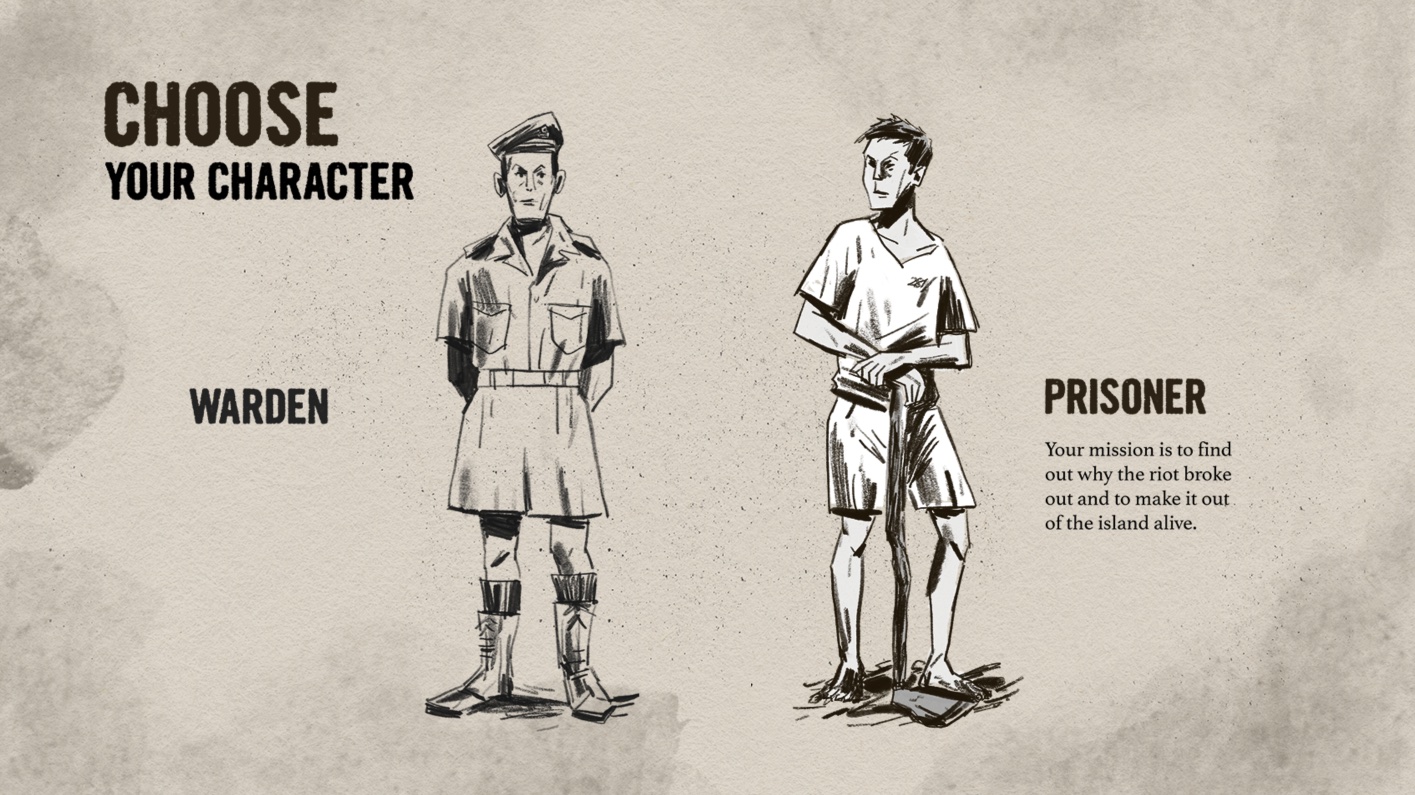 CHOOSE
YOUR CHARACTER
WARDEN
PRISONER
Your mission is to find
out why the riot broke
out and to make it out
of the island alive.